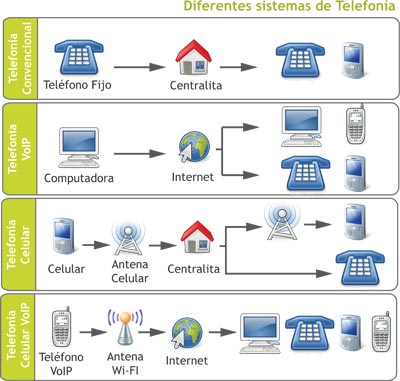 Diferentes sistemas de Telefonía
Telefonía
Convencional
Teléfono Fijo
Centralita
Telefonía
VoIP
Computadora
Internet
Telefonía
Celular
Celular
Antena
Celular
Centralita
Telefonía
Celular VoIP
Teléfono
VoIP
Antena
Wi-FI
Internet